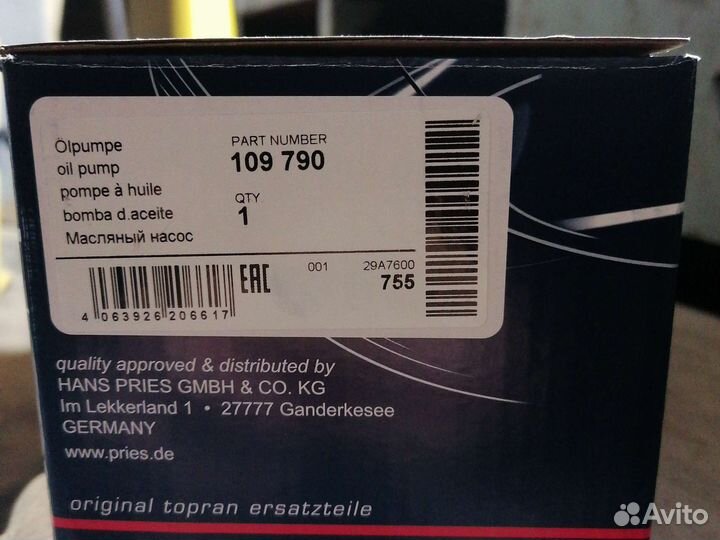 Ölpumpe
oil pump
pompe à huile
bomba d.aceite
Масляный насос
PART NUMBER
109 790
QTY
1
4 063926 206617
EAC
001 29A7600
755
quality approved & distributed by
HANS PRIES GMBH & CO. KG
Im Lekkerland 1 • 27777 Ganderkesee
GERMANY
www.pries.de
original topran ersatzteile
Avito